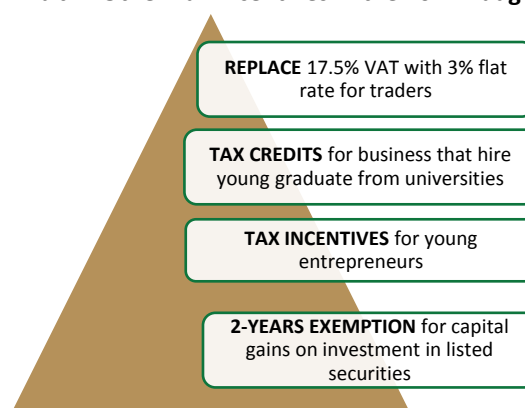 REPLACE 17.5% VAT with 3% flat
rate for traders
TAX CREDITS for business that hire
young graduate from universities
TAX INCENTIVES for young
entrepreneurs
2-YEARS EXEMPTION for capital
gains on investment in listed
securities